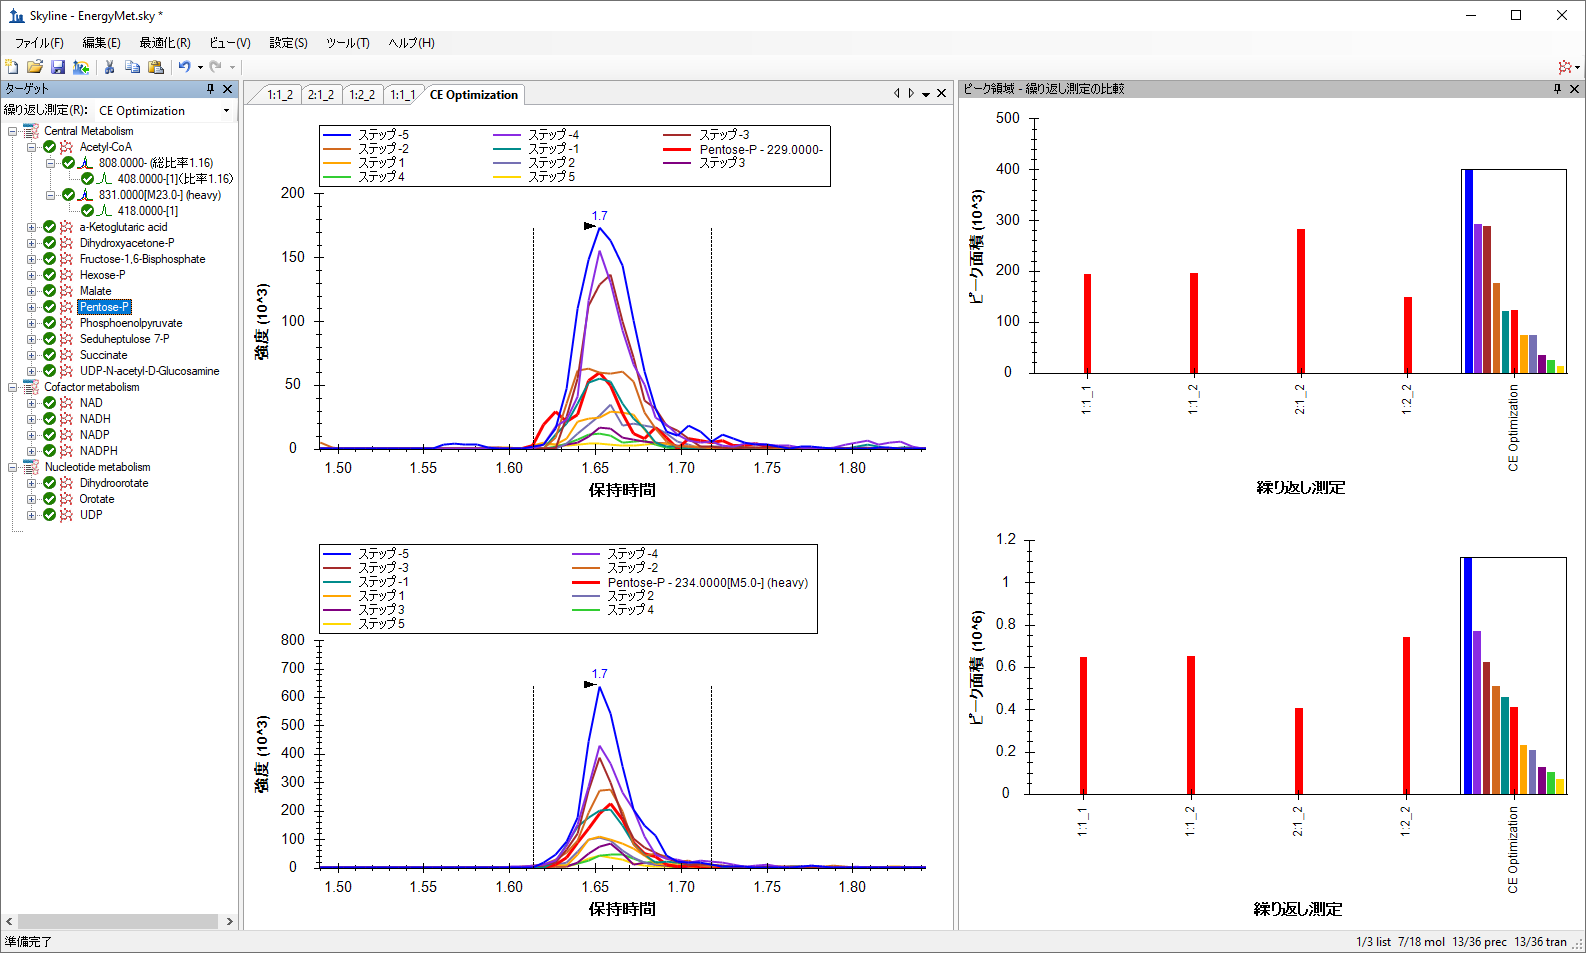 Skyline - EnergyMet.sky *
ファイル(F) 編集(E) 最適化(R) ビュー(V) 設定(S) ツール(T) ヘルプ(H)
ターゲット
繰り返し測定(R): CE Optimization
Central Metabolism
Acetyl-CoA
808.0000- (総比率1.16)
408.0000-[1](比率1.16)
831.0000[M23.0-] (heavy)
418.0000-[1]
a-Ketoglutaric acid
Dihydroxyacetone-P
Fructose-1,6-Bisphosphate
Hexose-P
Malate
Pentose-P
Phosphoenolpyruvate
Seduheptulose 7-P
Succinate
UDP-N-acetyl-D-Glucosamine
Cofactor metabolism
NAD
NADH
NADP
NADPH
Nucleotide metabolism
Dihydroorotate
Orotate
UDP
1:1_2 2:1_2 1:2_2 1:1_1 CE Optimization
ステップ-5 ステップ-4 ステップ-3
ステップ-2 ステップ-1 Pentose-P - 229.0000-
ステップ1 ステップ2 ステップ3
ステップ4 ステップ5
200
150
100
50
0
強度 (10^3)
1.7
1.50 1.55 1.60 1.65 1.70 1.75 1.80
保持時間
ステップ-5 ステップ-4
ステップ-3 ステップ-2
ステップ-1 Pentose-P - 234.0000[M5.0-] (heavy)
ステップ1 ステップ2
ステップ3 ステップ4
ステップ5
800
700
600
500
400
300
200
100
0
強度 (10^3)
1.7
1.50 1.55 1.60 1.65 1.70 1.75 1.80
保持時間
ピーク領域 - 繰り返し測定の比較
500
400
300
200
100
0
ピーク面積 (10^3)
1:1_1 1:1_2 2:1_2 1:2_2 CE Optimization
繰り返し測定
1.2
1
0.8
0.6
0.4
0.2
0
ピーク面積 (10^6)
1:1_1 1:1_2 2:1_2 1:2_2 CE Optimization
繰り返し測定
準備完了
1/3 list 7/18 mol 13/36 prec 13/36 tran